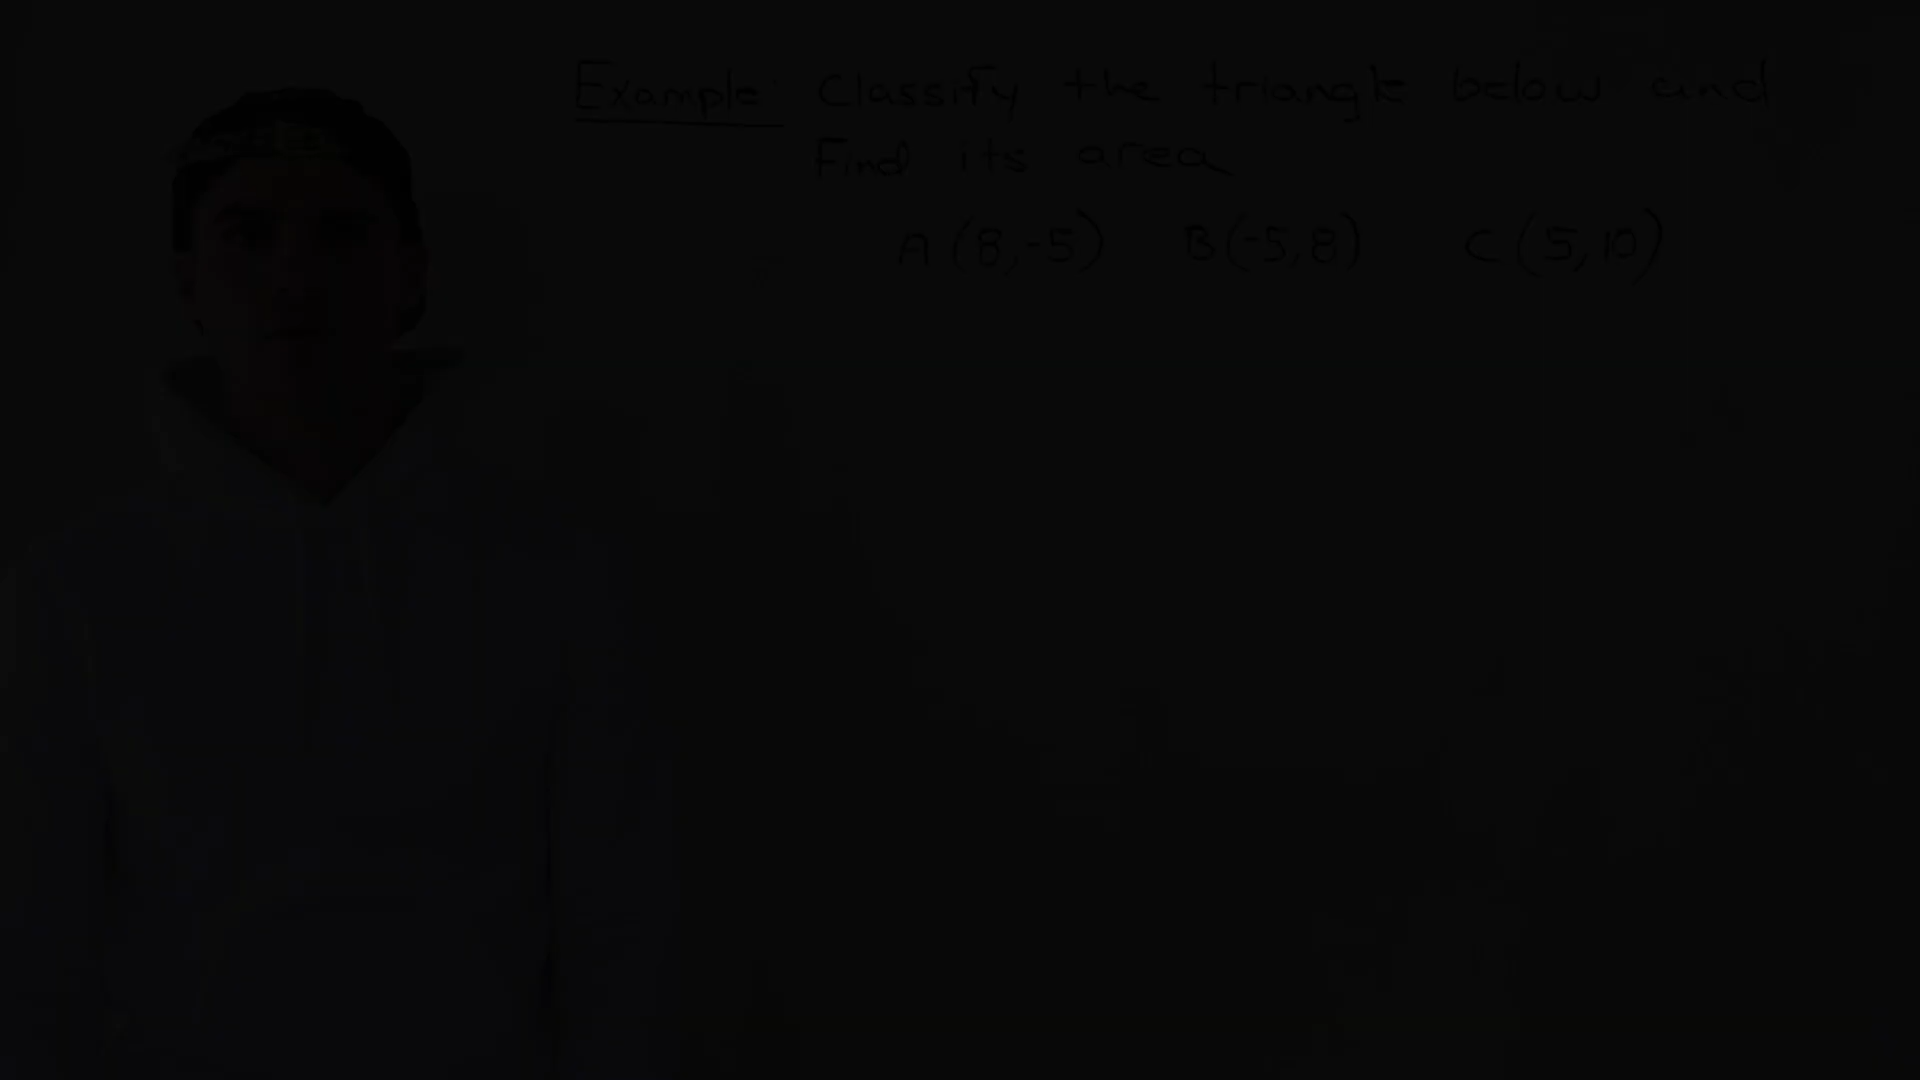 Example: Classify the triangle below and
Find its area
A (8,-5) B(-5,8) C (5,10)